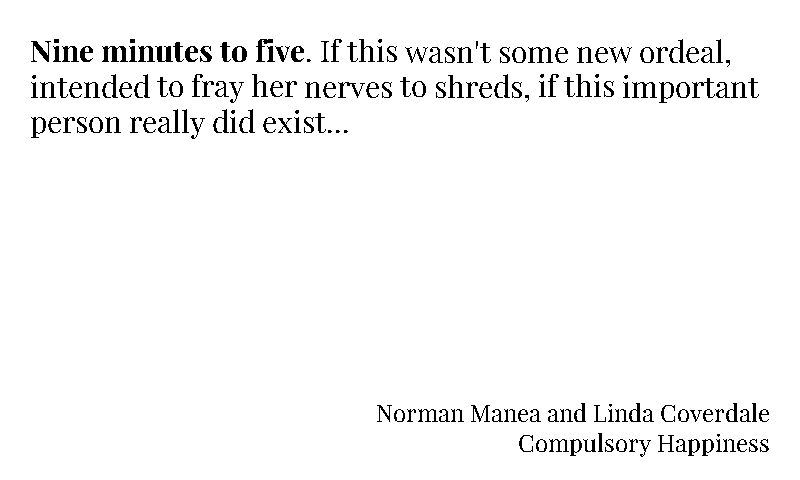 Nine minutes to five. If this wasn't some new ordeal,
intended to fray her nerves to shreds, if this important
person really did exist...
Norman Manea and Linda Coverdale
Compulsory Happiness